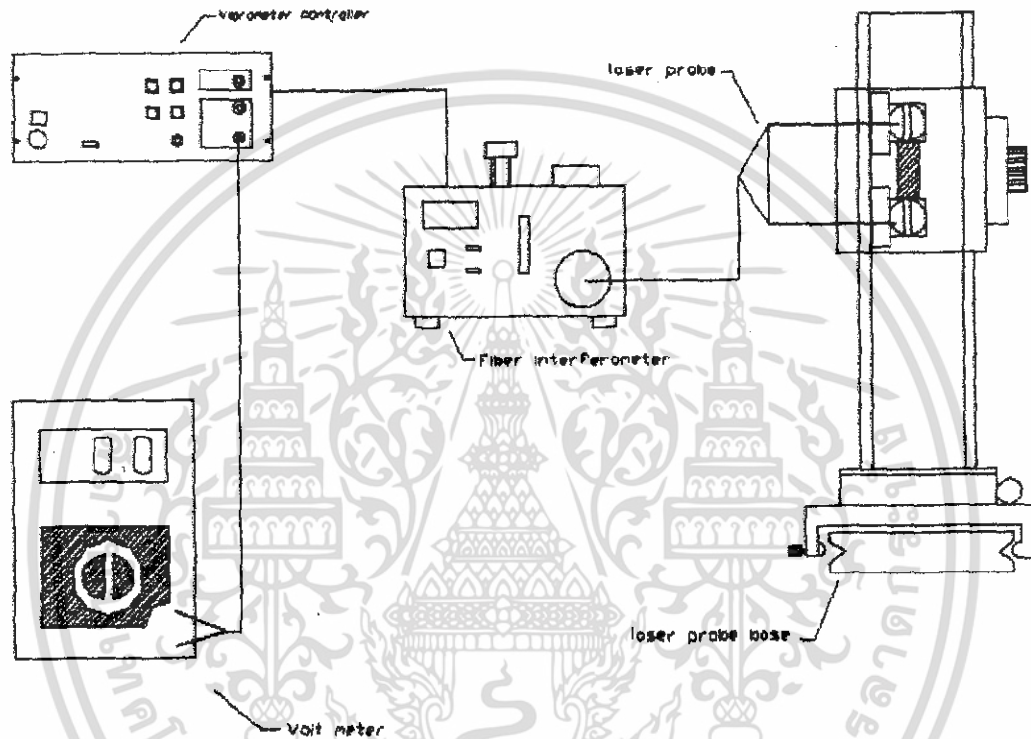 Vibrometer controller
laser probe
Fiber interferometer
laser probe base
Volt meter